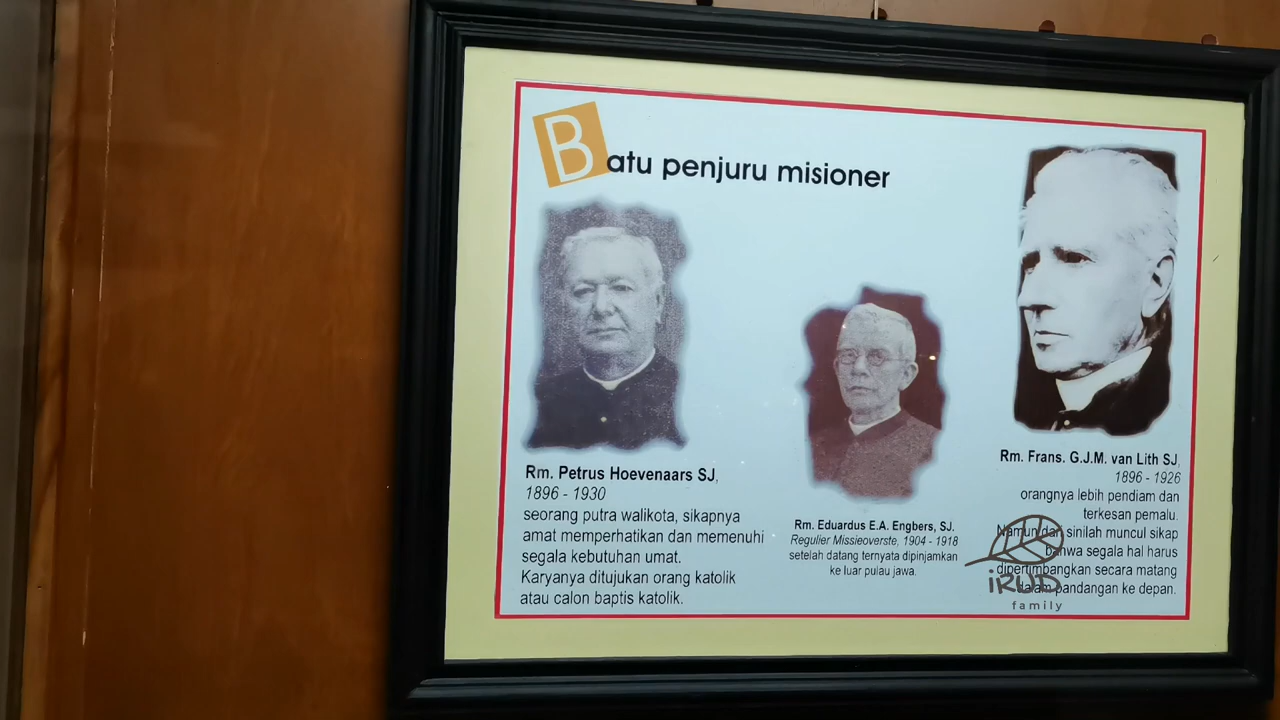 Batu penjuru misioner
Rm. Petrus Hoevenaars SJ,
1896 - 1930
seorang putra walikota, sikapnya
amat memperhatikan dan memenuhi
segala kebutuhan umat.
Karyanya ditujukan orang katolik
atau calon baptis katolik.
Rm. Eduardus E.A. Engbers, SJ.
Regulier Missieoverste, 1904 - 1918
setelah datang ternyata dipinjamkan
ke luar pulau jawa.
Rm. Frans. G.J.M. van Lith SJ,
1896 - 1926
orangnya lebih pendiam dan
terkesan pemalu.
Namun dari sinilah muncul sikap
bahwa segala hal harus
dipertimbangkan secara matang
dalam pandangan ke depan.
iRUD
family